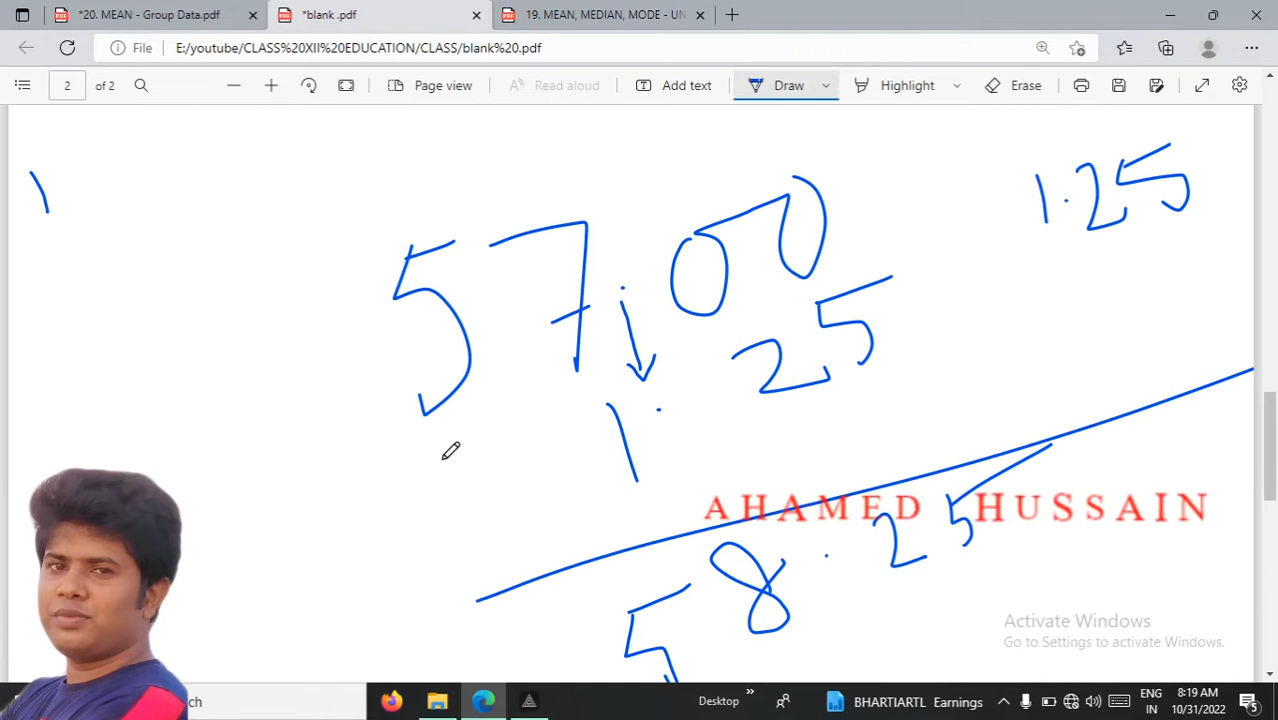 *20. MEAN - Group Data.pdf
*blank .pdf
19. MEAN, MEDIAN, MODE - UN
File
E:/youtube/CLASS%20XII%20EDUCATION/CLASS/blank%20.pdf
2 of 2
Page view
Read aloud
Add text
Draw
Highlight
Erase
1
1.25
57.00
1.25
AHAMED HUSSAIN
58.25
Activate Windows
Go to Settings to activate Windows.
rch
Desktop
BHARTIARTL Earnings
ENG
IN
8:19 AM
10/31/2022
5